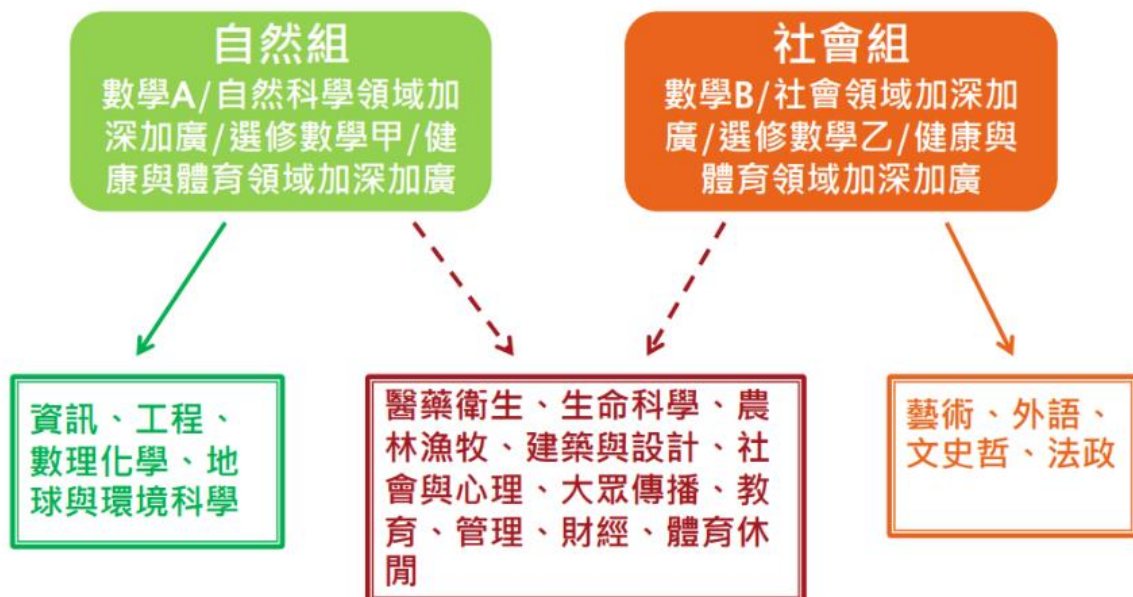 自然組
數學A/自然科學領域加
深加廣/選修數學甲/健
康與體育領域加深加廣
社會組
數學B/社會領域加深加
廣/選修數學乙/健康與
體育領域加深加廣
資訊、工程、
數理化學、地
球與環境科學
醫藥衛生、生命科學、農
林漁牧、建築與設計、社
會與心理、大眾傳播、教
育、管理、財經、體育休
閒
藝術、外語、
文史哲、法政